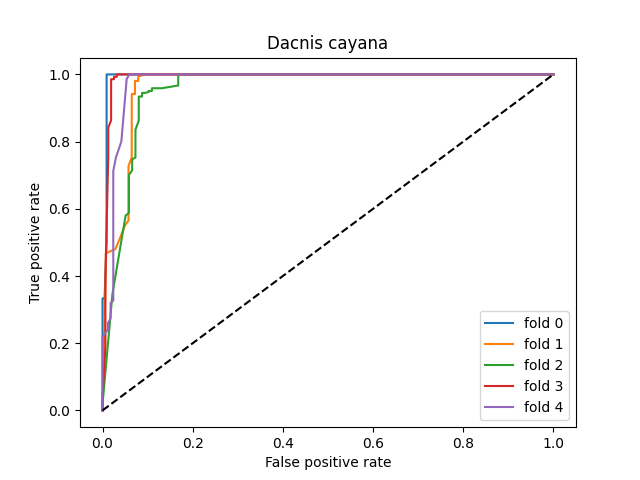 Dacnis cayana
True positive rate
1.0
0.8
0.6
0.4
0.2
0.0
0.0 0.2 0.4 0.6 0.8 1.0
False positive rate
fold 0
fold 1
fold 2
fold 3
fold 4